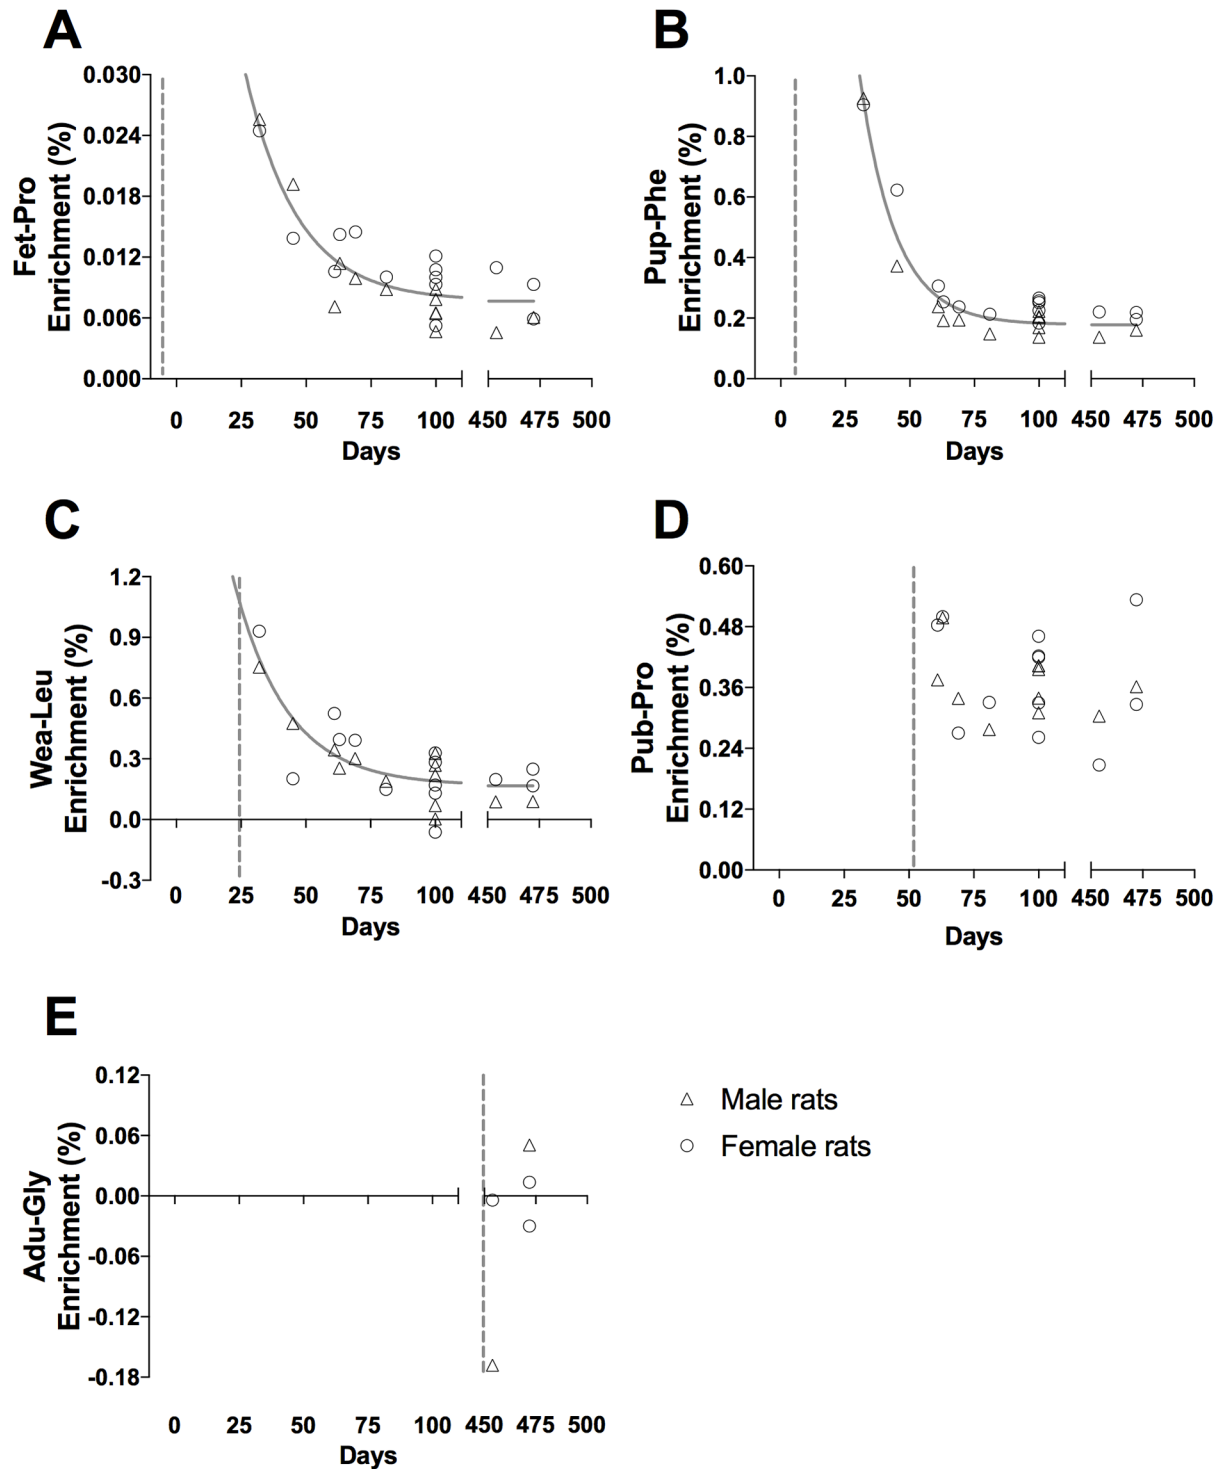 A
Fet-Pro
Enrichment (%)
0.030
0.024
0.018
0.012
0.006
0.000
0 25 50 75 100 450 475 500
Days
B
Pup-Phe
Enrichment (%)
1.0
0.8
0.6
0.4
0.2
0.0
0 25 50 75 100 450 475 500
Days
C
Wea-Leu
Enrichment (%)
1.2
0.9
0.6
0.3
0.0
-0.3
0 25 50 75 100 450 475 500
Days
D
Pub-Pro
Enrichment (%)
0.60
0.48
0.36
0.24
0.12
0.00
0 25 50 75 100 450 475 500
Days
E
Adu-Gly
Enrichment (%)
0.12
0.06
0.00
-0.06
-0.12
-0.18
0 25 50 75 100 450 475 500
Days
Male rats
Female rats